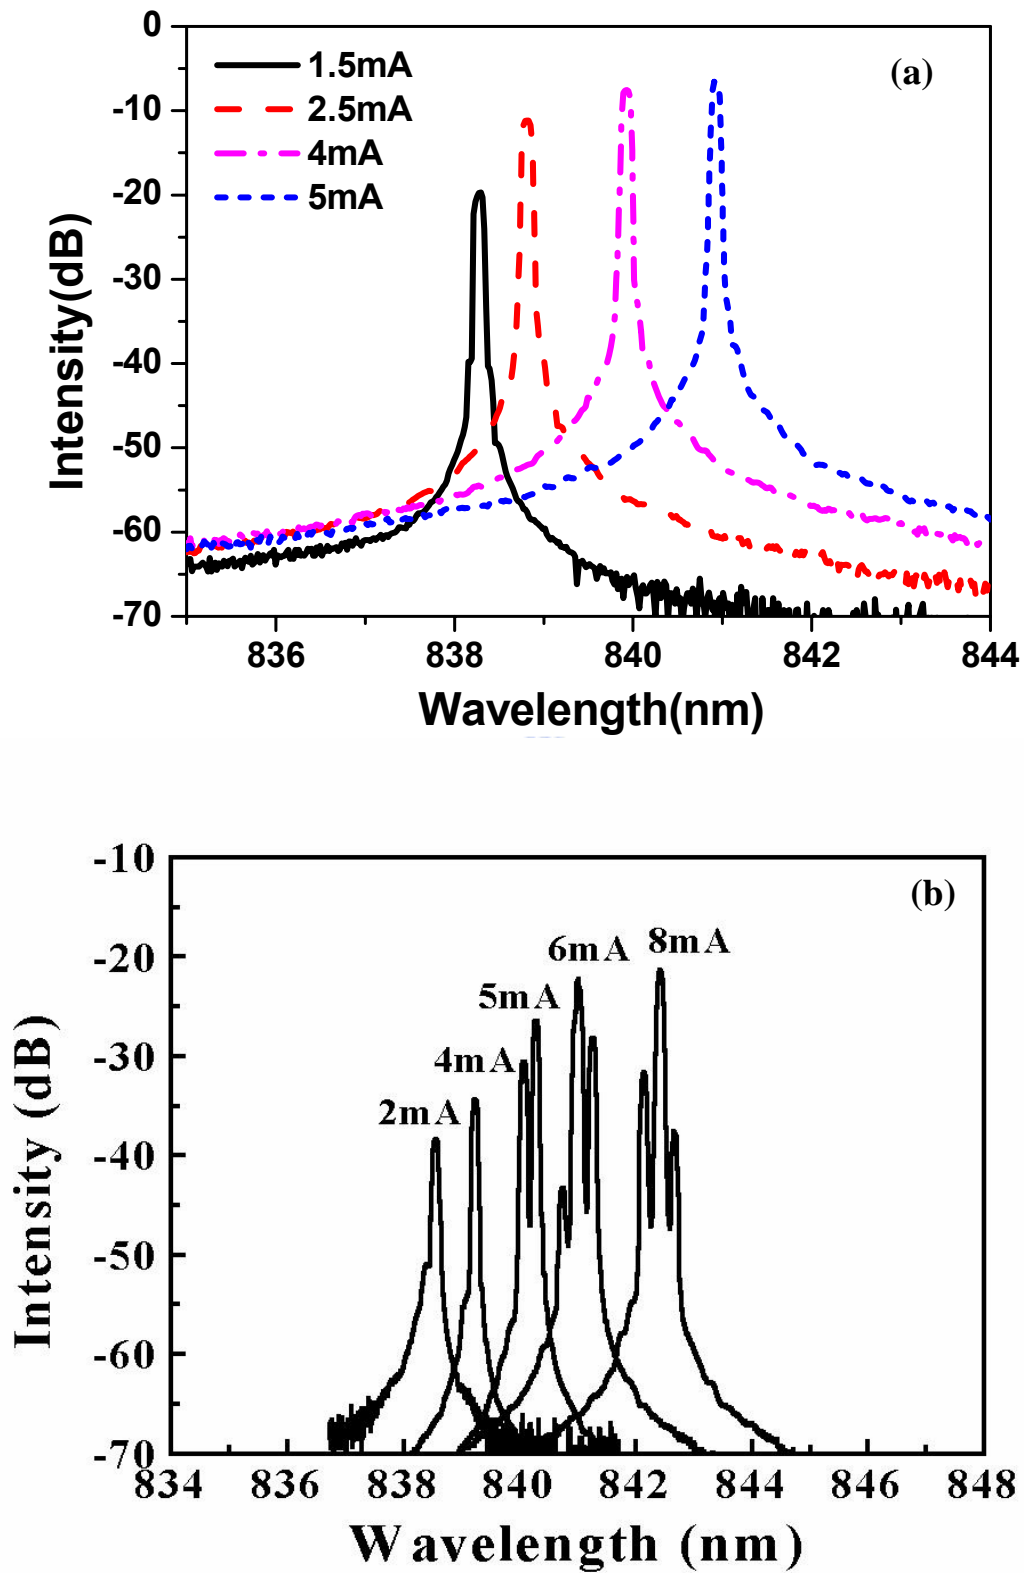 0
-10
-20
-30
-40
-50
-60
-70
1.5mA
2.5mA
4mA
5mA
(a)
Intensity(dB)
836 838 840 842 844
Wavelength(nm)
-10
-20
-30
-40
-50
-60
-70
(b)
2mA
4mA
5mA
6mA
8mA
Intensity (dB)
834 836 838 840 842 844 846 848
Wavelength (nm)